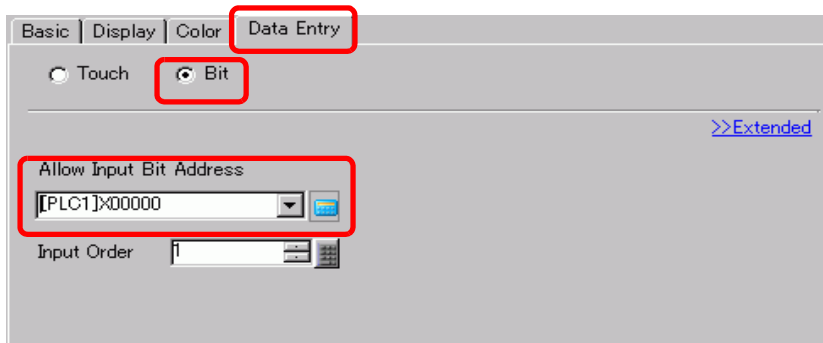 Basic Display Color Data Entry
Touch Bit
>>Extended
Allow Input Bit Address
[PLC1]X00000
Input Order 1